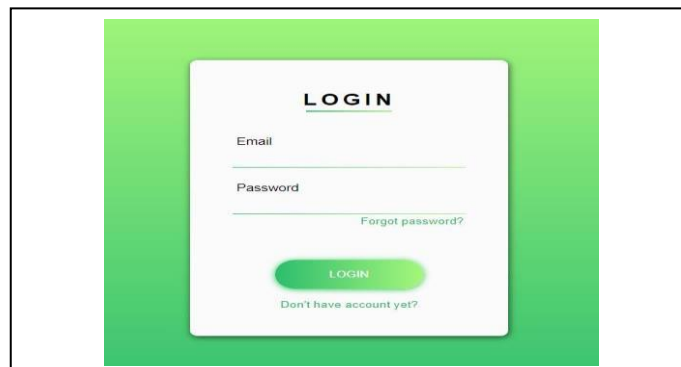 LOGIN
Email
Password
Forgot password?
LOGIN
Don't have account yet?